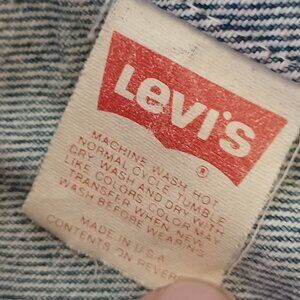 Levi's
®
MACHINE WASH HOT
NORMAL CYCLE TUMBLE
DRY. WASH AND DRY WITH
LIKE COLORS. COLOR MAY
TRANSFER WHEN NEW
WASH BEFORE WEARING
MADE IN U.S.A
CONTENTS ON REVER